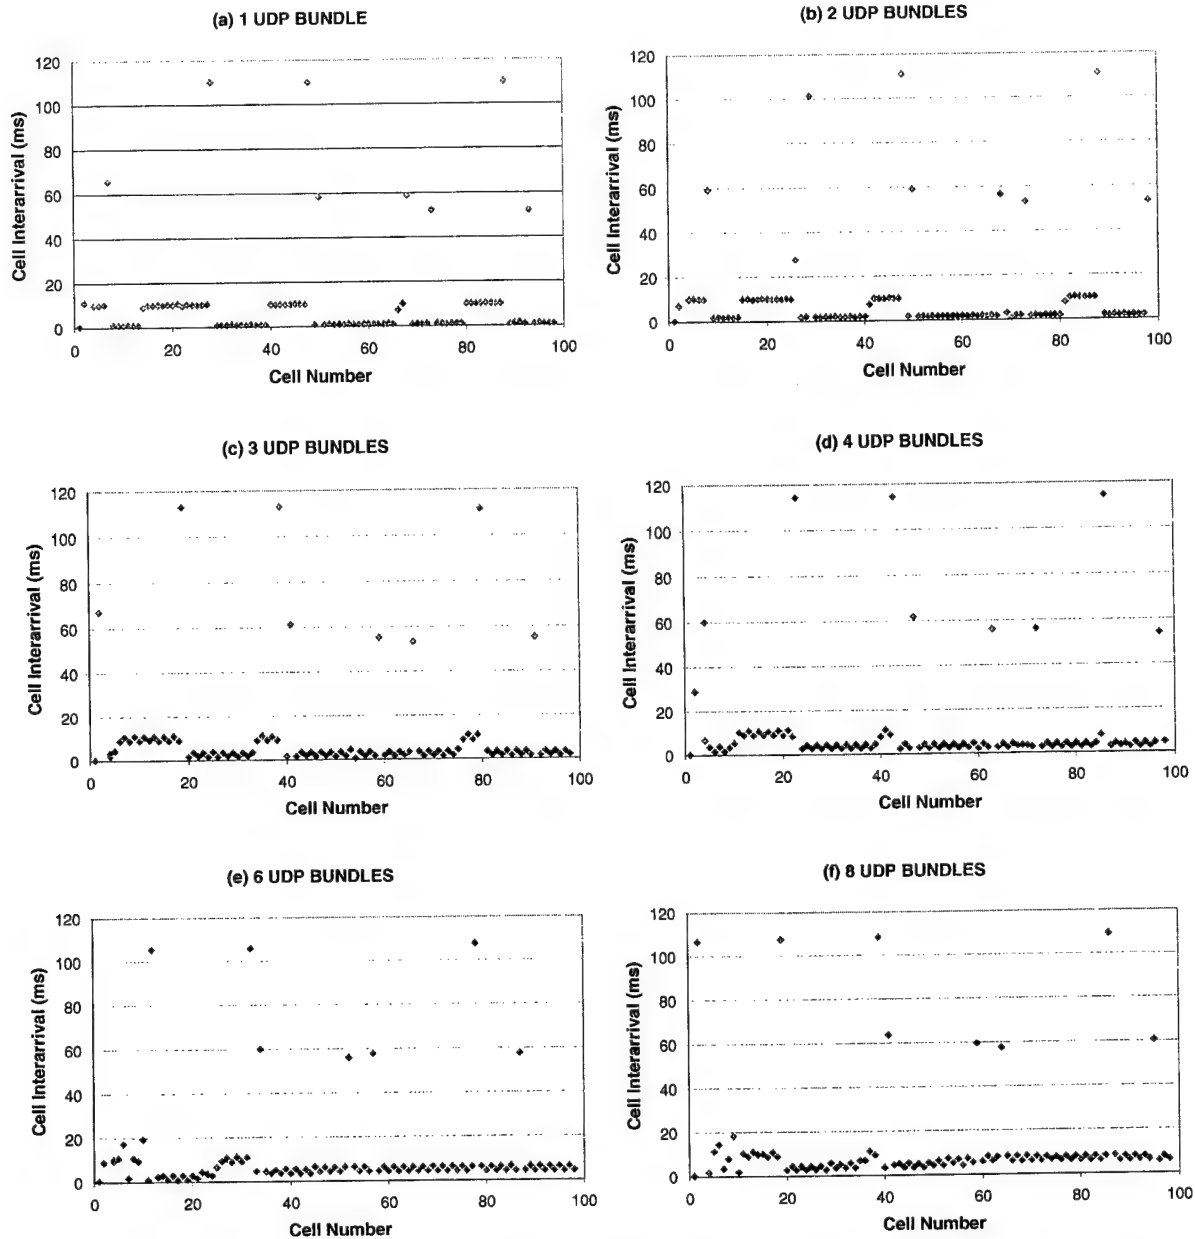 (a) 1 UDP BUNDLE
120
100
80
60
40
20
0
0 20 40 60 80 100
Cell Interarrival (ms)
Cell Number
(b) 2 UDP BUNDLES
120
100
80
60
40
20
0
0 20 40 60 80 100
Cell Interarrival (ms)
Cell Number
(c) 3 UDP BUNDLES
120
100
80
60
40
20
0
0 20 40 60 80 100
Cell Interarrival (ms)
Cell Number
(d) 4 UDP BUNDLES
120
100
80
60
40
20
0
0 20 40 60 80 100
Cell Interarrival (ms)
Cell Number
(e) 6 UDP BUNDLES
120
100
80
60
40
20
0
0 20 40 60 80 100
Cell Interarrival (ms)
Cell Number
(f) 8 UDP BUNDLES
120
100
80
60
40
20
0
0 20 40 60 80 100
Cell Interarrival (ms)
Cell Number